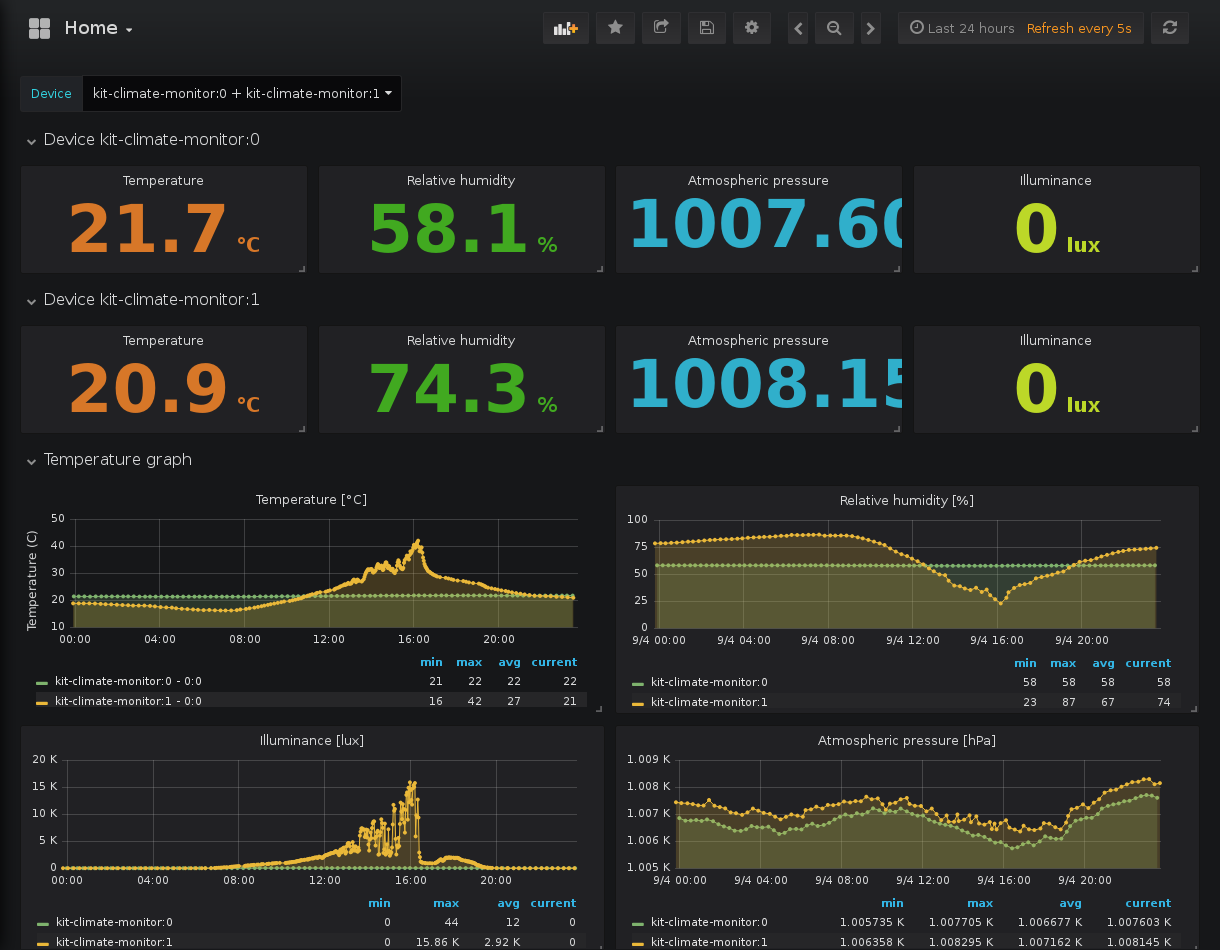 Home
Last 24 hours Refresh every 5s
Device kit-climate-monitor:0 + kit-climate-monitor:1
Device kit-climate-monitor:0
Temperature Relative humidity Atmospheric pressure Illuminance
21.7 °C 58.1 % 1007.60 0 lux
Device kit-climate-monitor:1
Temperature Relative humidity Atmospheric pressure Illuminance
20.9 °C 74.3 % 1008.15 0 lux
Temperature graph
Temperature [°C]
Temperature (C)
50
40
30
20
10
00:00 04:00 08:00 12:00 16:00 20:00
min max avg current
kit-climate-monitor:0 - 0:0 21 22 22 22
kit-climate-monitor:1 - 0:0 16 42 27 21
Relative humidity [%]
100
75
50
25
0
9/4 00:00 9/4 04:00 9/4 08:00 9/4 12:00 9/4 16:00 9/4 20:00
min max avg current
kit-climate-monitor:0 58 58 58 58
kit-climate-monitor:1 23 87 67 74
Illuminance [lux]
20 K
15 K
10 K
5 K
0
00:00 04:00 08:00 12:00 16:00 20:00
min max avg current
kit-climate-monitor:0 0 44 12 0
kit-climate-monitor:1 0 15.86 K 2.92 K 0
Atmospheric pressure [hPa]
1.009 K
1.008 K
1.007 K
1.006 K
1.005 K
9/4 00:00 9/4 04:00 9/4 08:00 9/4 12:00 9/4 16:00 9/4 20:00
min max avg current
kit-climate-monitor:0 1.005735 K 1.007705 K 1.006677 K 1.007603 K
kit-climate-monitor:1 1.006358 K 1.008295 K 1.007162 K 1.008145 K